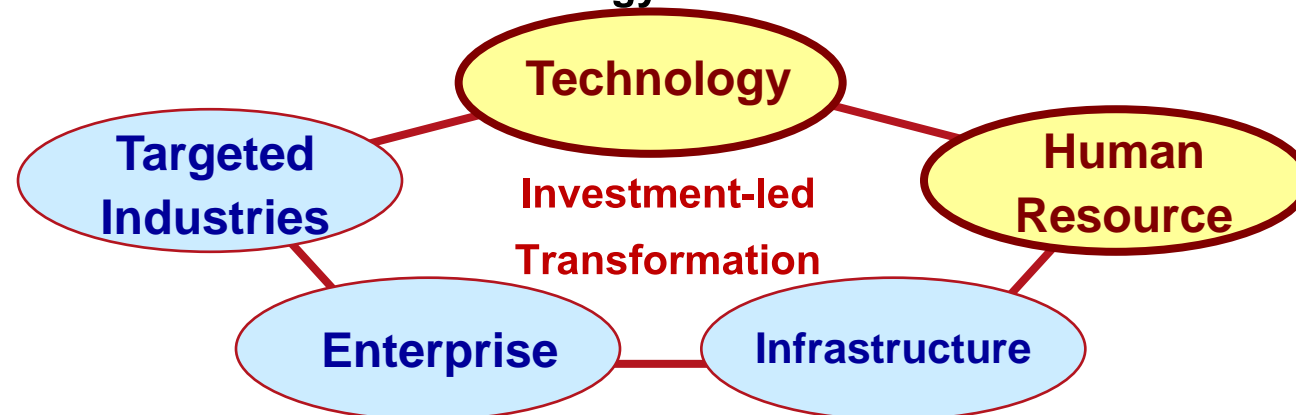 Technology
Targeted
Industries
Human
Resource
Investment-led
Transformation
Enterprise
Infrastructure